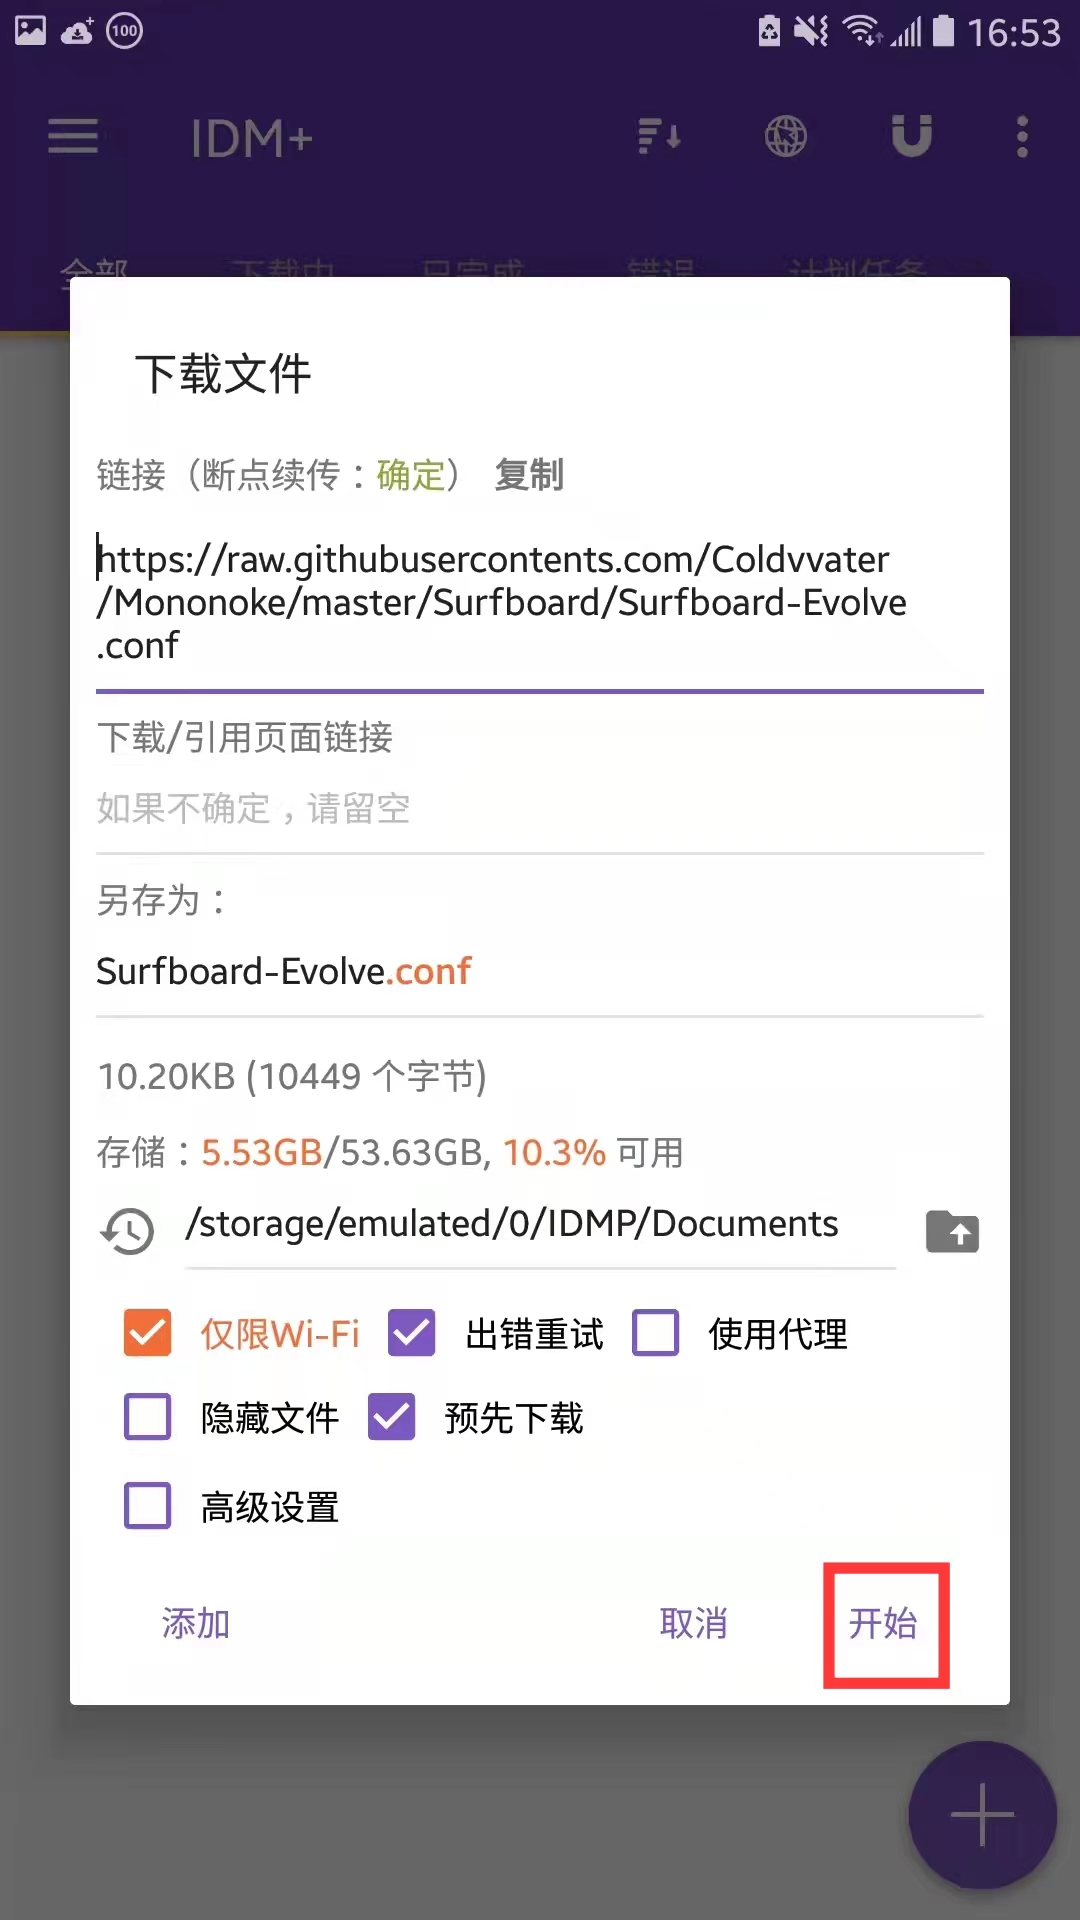 100
16:53
IDM+
全部 下载中 已完成 错误 计划任务
下载文件
链接（断点续传：确定） 复制
https://raw.githubusercontents.com/Coldvvater
/Mononoke/master/Surfboard/Surfboard-Evolve
.conf
下载/引用页面链接
如果不确定，请留空
另存为：
Surfboard-Evolve.conf
10.20KB (10449 个字节)
存储：5.53GB/53.63GB, 10.3% 可用
/storage/emulated/0/IDMP/Documents
仅限Wi-Fi 出错重试 使用代理
隐藏文件 预先下载
高级设置
添加 取消 开始